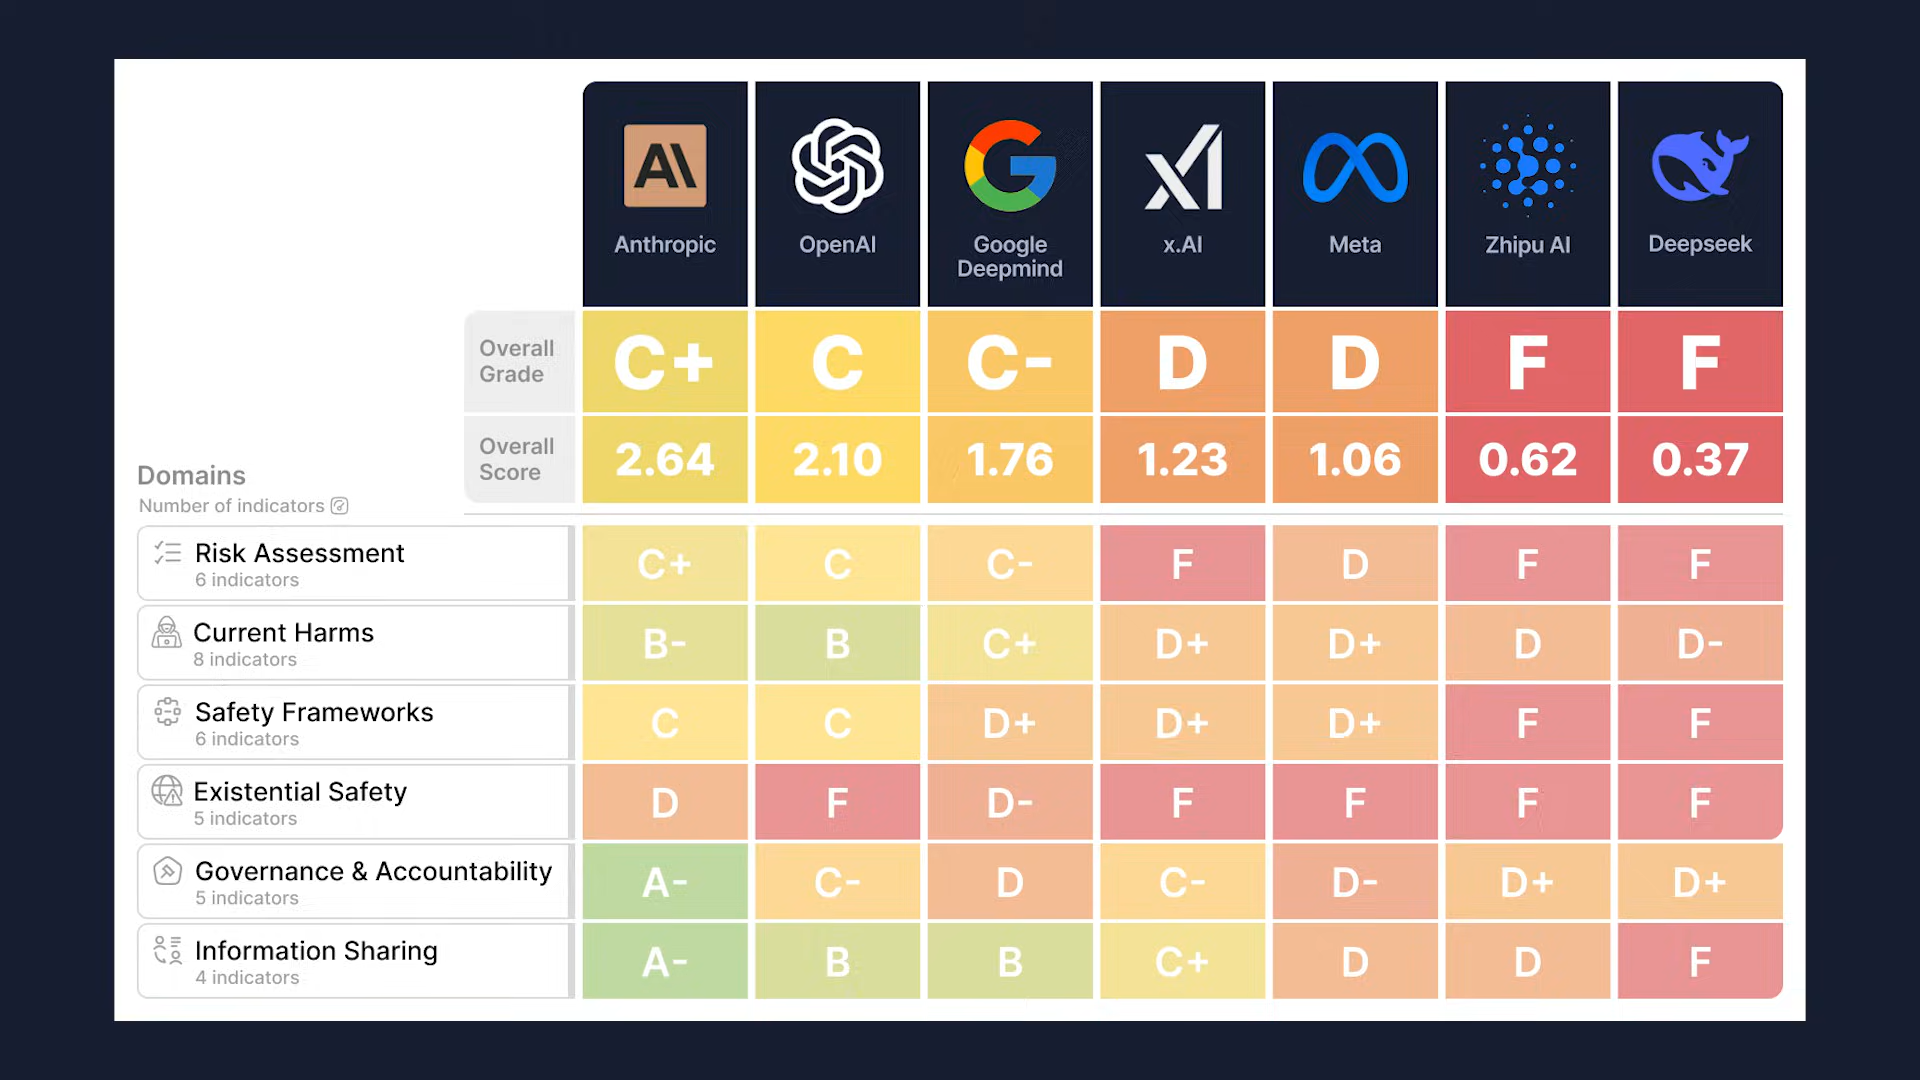 Anthropic
OpenAI
Google
Deepmind
x.AI
Meta
Zhipu AI
Deepseek
Overall
Grade
C+ C C- D D F F
Overall
Score
2.64 2.10 1.76 1.23 1.06 0.62 0.37
Domains
Number of indicators
Risk Assessment
6 indicators
C+ C C- F D F F
Current Harms
8 indicators
B- B C+ D+ D+ D D-
Safety Frameworks
6 indicators
C C D+ D+ D+ F F
Existential Safety
5 indicators
D F D- F F F F
Governance & Accountability
5 indicators
A- C- D C- D- D+ D+
Information Sharing
4 indicators
A- B B C+ D D F